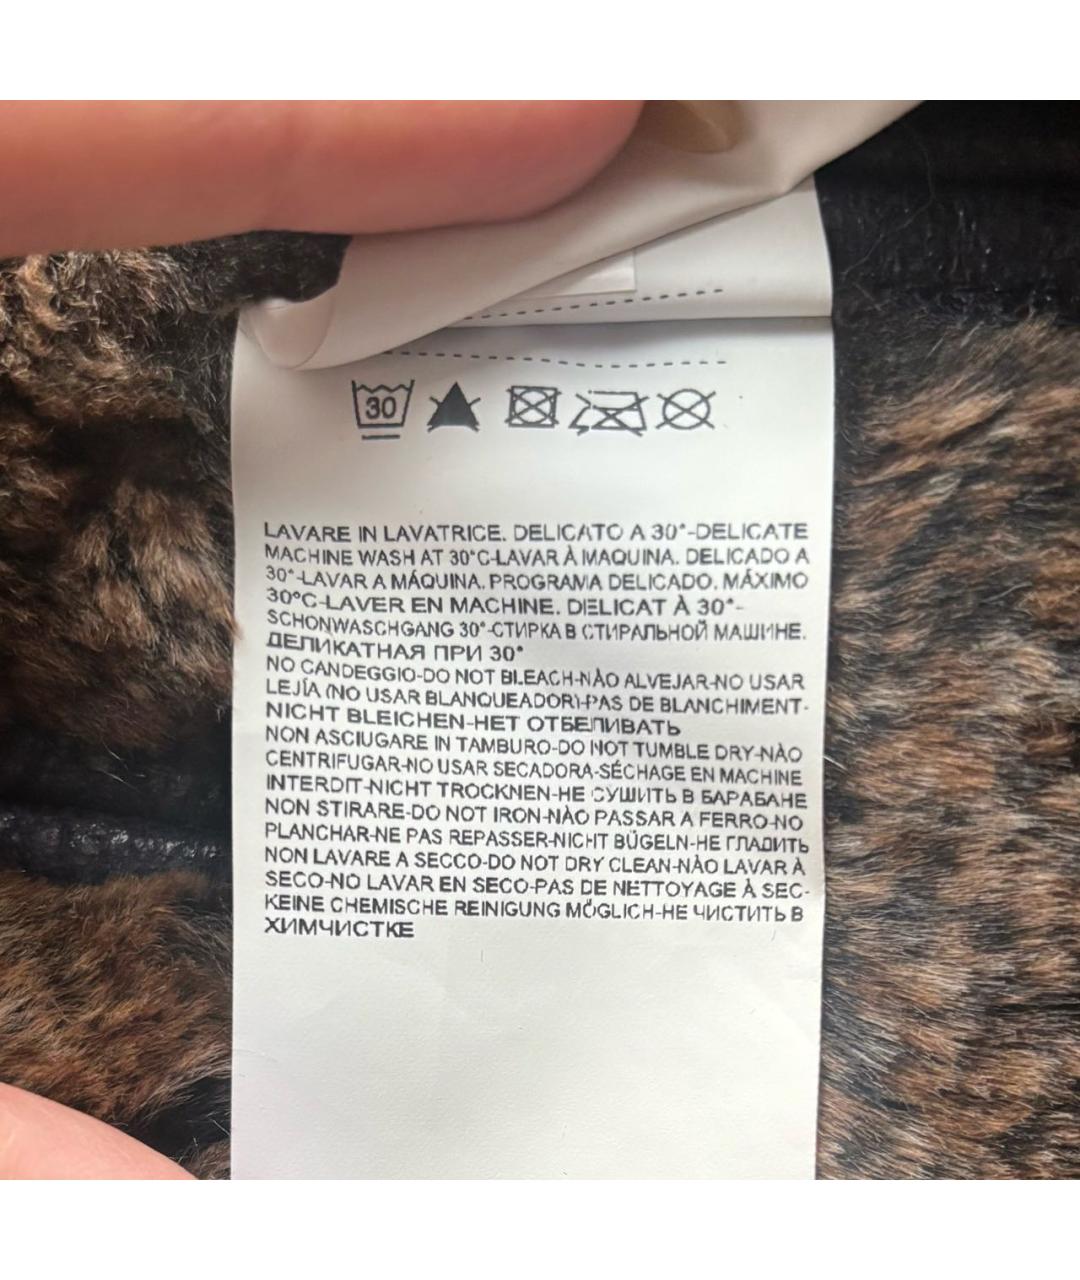 30
LAVARE IN LAVATRICE. DELICATO A 30°-DELICATE
MACHINE WASH AT 30°C-LAVAR À MAQUINA. DELICADO A
30°-LAVAR A MÁQUINA. PROGRAMA DELICADO. MÁXIMO
30°C-LAVER EN MACHINE. DIELICAT À 30°-
SCHONWASCHGANG 30°-СТИРКА В СТИРАЛЬНОЙ МАШИНЕ.
ДЕЛИКАТНАЯ ПРИ 30°
NO CANDEGGIO-DO NOT BLEACH-NÀO ALVEJAR-NO USAR
LEJÍA (NO USAR BLANQUEADOR)-PAS DE BLANCHIMENT-
NICHT BLEICHEN-НЕТ ОТБЕЛИВАТЬ
NON ASCIUGARE IN TAMBURO-DO NOT TUMBLE DRY-NÀO
CENTRIFUGAR-NO USAR SECADORA-SÉCHAGE EN MACHINE
INTERDIT-NICHT TROCKNEN-НЕ СУШИТЬ В БАРАБАНЕ
NON STIRARE-DO NOT IRON-NÀO PASSAR A FERRO-NO
PLANCHAR-NE PAS REPASSER-NICHT BÜGELN-НЕ ГЛАДИТЬ
NON LAVARE A SECCO-DO NOT DRY CLEAN-NÀO LAVAR À
SECO-NO LAVAR EN SECO-PAS DE NETTOYAGE À SEC-
KEINE CHEMISCHE REINIGUNG MÖGLICH-НЕ ЧИСТИТЬ В
ХИМЧИСТКЕ